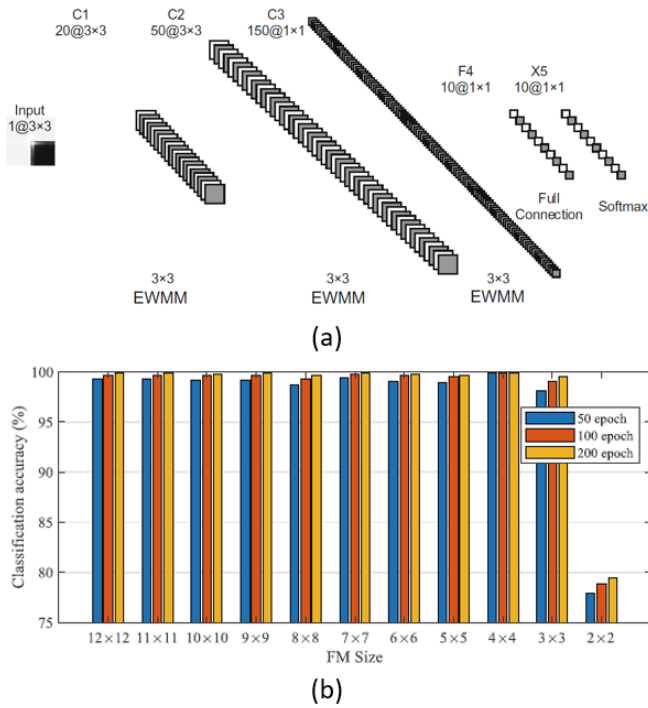 C1
20@3×3
C2
50@3×3
C3
150@1×1
F4
10@1×1
X5
10@1×1
Input
1@3×3
Full
Connection
Softmax
3×3
EWMM
3×3
EWMM
3×3
EWMM
(a)
Classification accuracy (%)
100
95
90
85
80
75
50 epoch
100 epoch
200 epoch
12×12 11×11 10×10 9×9 8×8 7×7 6×6 5×5 4×4 3×3 2×2
FM Size
(b)